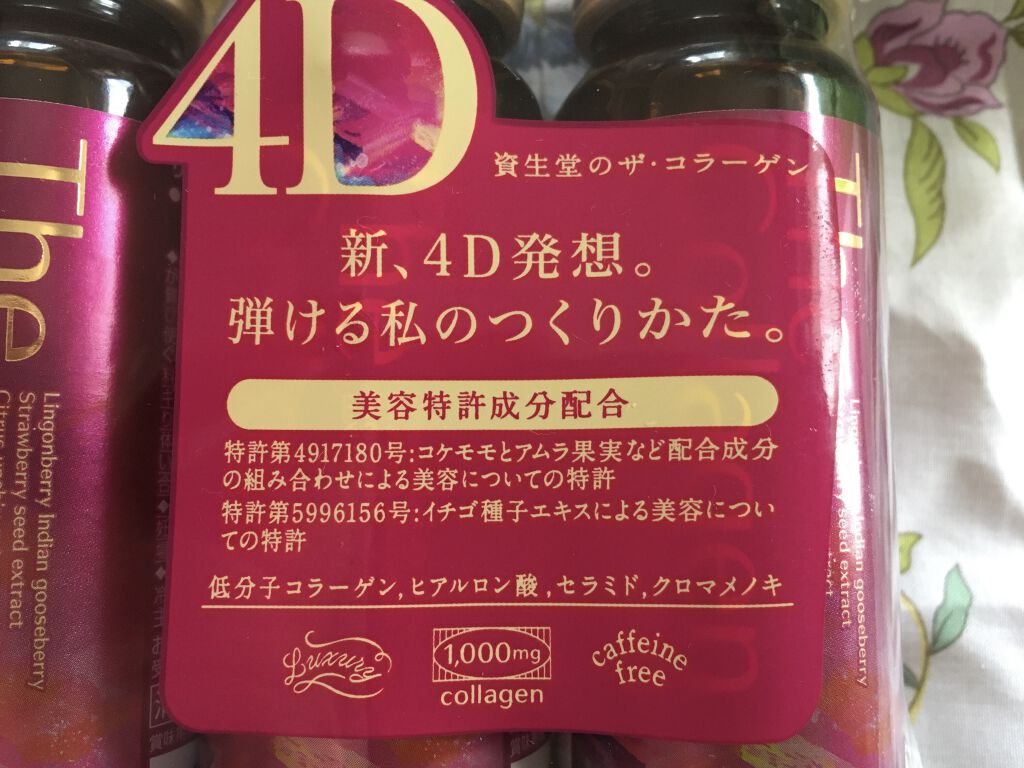 4D
資生堂のザ・コラーゲン
新、4D発想。
弾ける私のつくりかた。
美容特許成分配合
特許第4917180号:コケモモとアムラ果実など配合成分
の組み合わせによる美容についての特許
特許第5996156号:イチゴ種子エキスによる美容につい
ての特許
低分子コラーゲン,ヒアルロン酸,セラミド,クロマメノキ
Luxury
1,000mg
collagen
caffeine
free
The
Lingonberry Indian gooseberry
Strawberry seed extract
The
Collagen
Indian gooseberry
seed extract